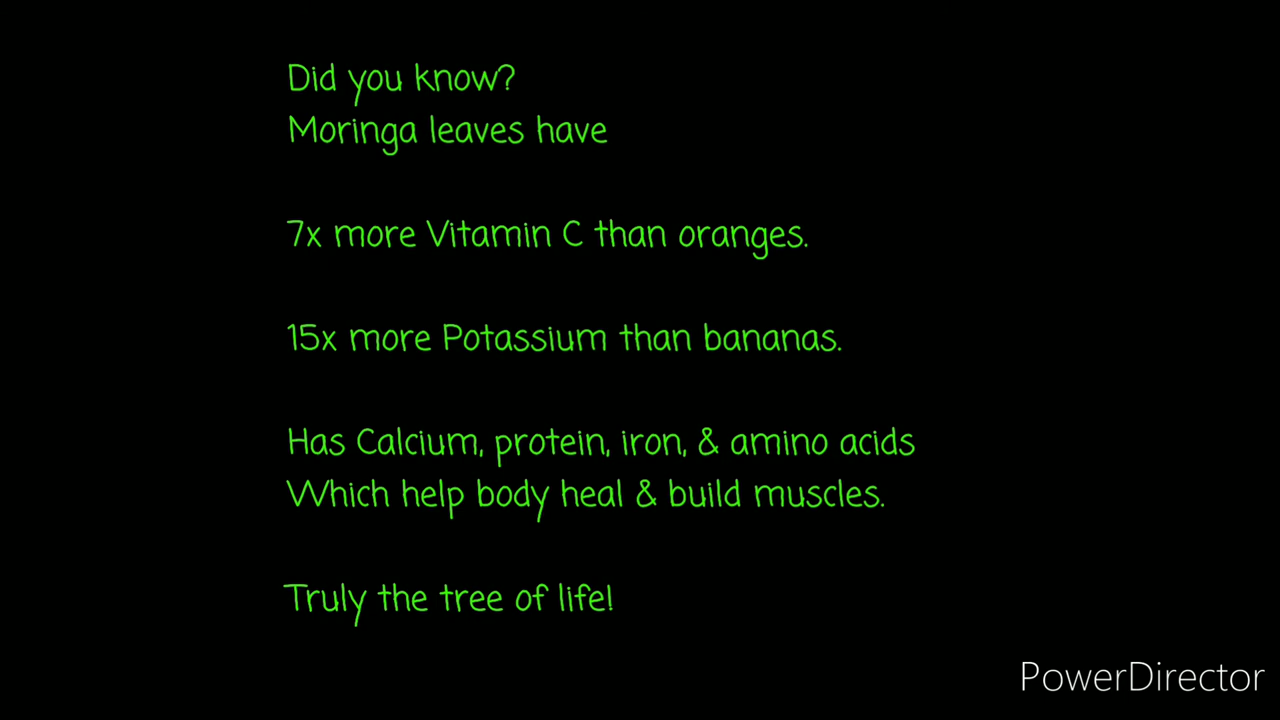 Did you know?
Moringa leaves have
7x more Vitamin C than oranges.
15x more Potassium than bananas.
Has Calcium, protein, iron, & amino acids
Which help body heal & build muscles.
Truly the tree of life!
PowerDirector